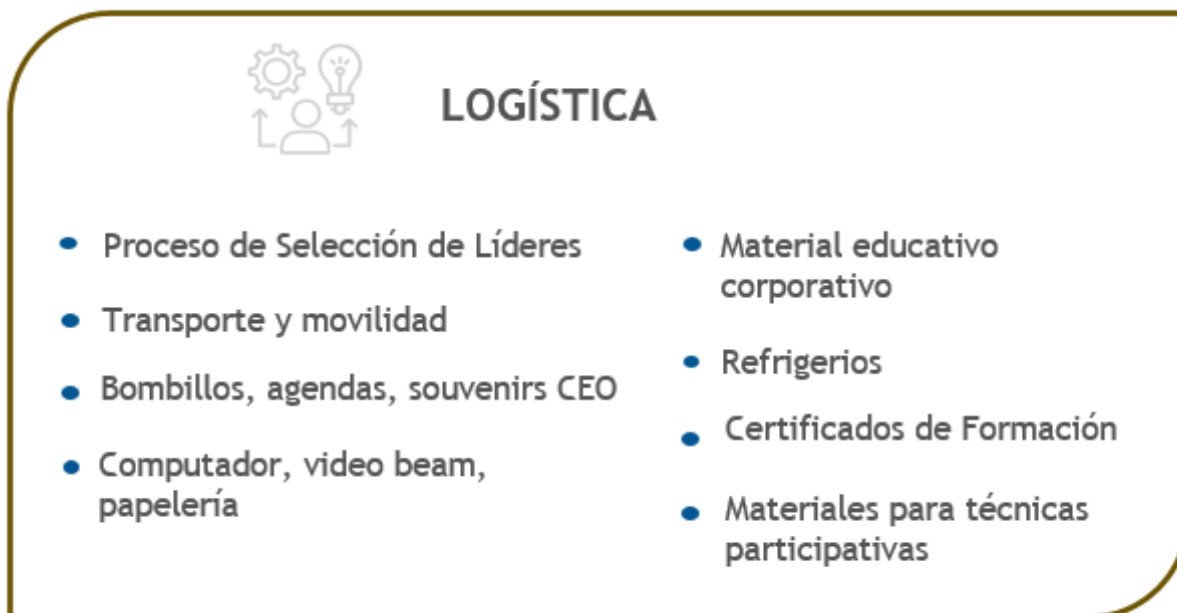 LOGÍSTICA
Proceso de Selección de Líderes
Transporte y movilidad
Bombillos, agendas, souvenirs CEO
Computador, video beam,
papelería
Material educativo
corporativo
Refrigerios
Certificados de Formación
Materiales para técnicas
participativas